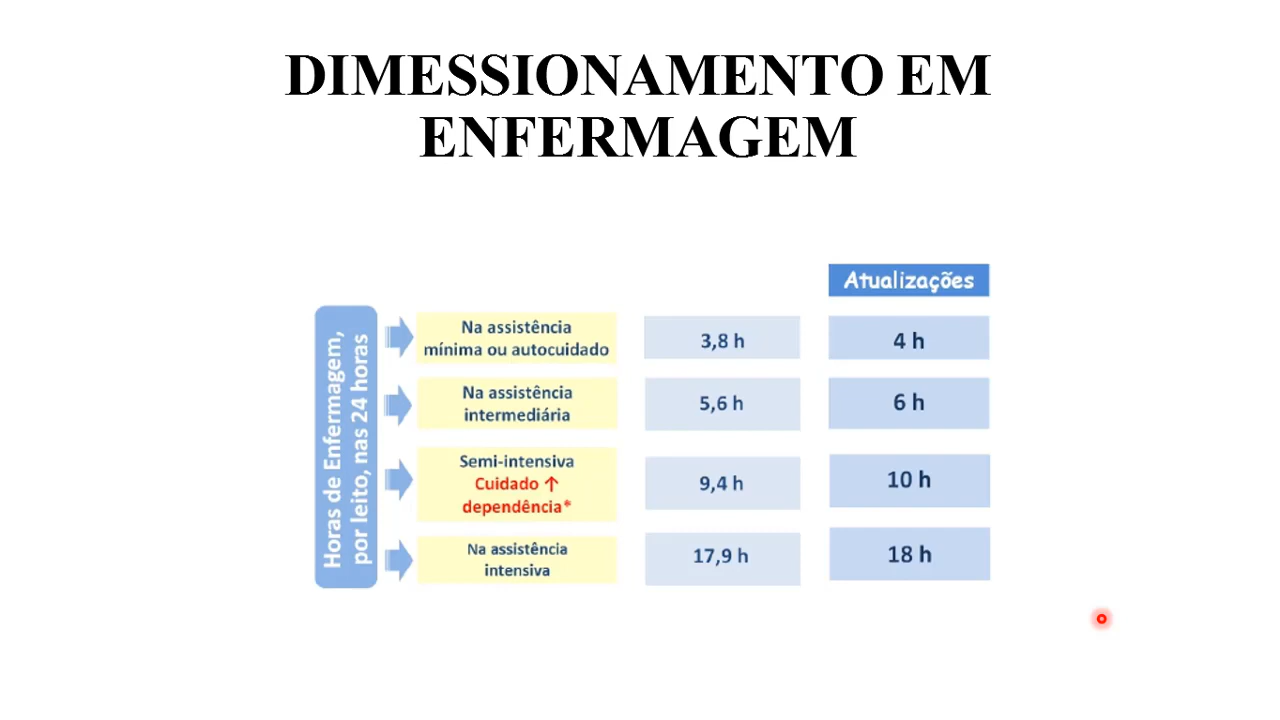 DIMESSIONAMENTO EM
ENFERMAGEM
Atualizações
Horas de Enfermagem,
por leito, nas 24 horas
Na assistência
mínima ou autocuidado
3,8 h
4 h
Na assistência
intermediária
5,6 h
6 h
Semi-intensiva
Cuidado ↑
dependência*
9,4 h
10 h
Na assistência
intensiva
17,9 h
18 h